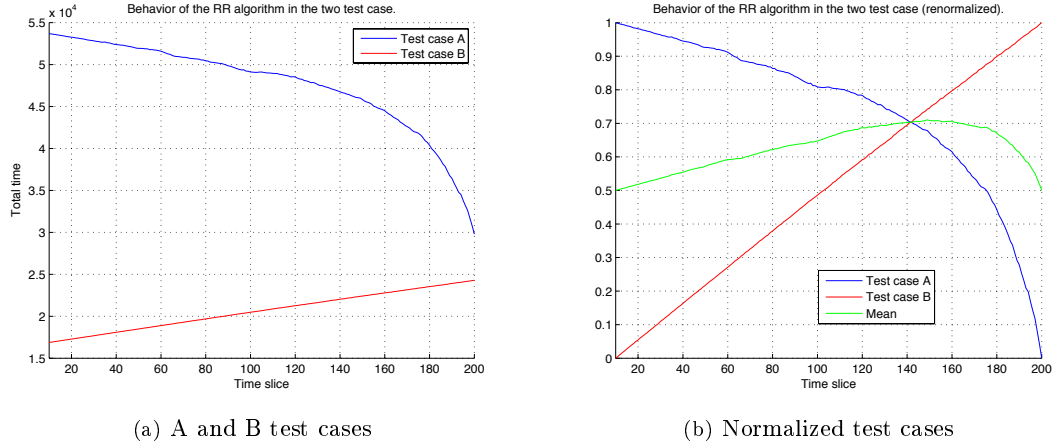 Behavior of the RR algorithm in the two test case.
x 10^4
5.5
5
4.5
4
3.5
3
2.5
2
1.5
Total time
20 40 60 80 100 120 140 160 180 200
Time slice
Test case A
Test case B
(a) A and B test cases
Behavior of the RR algorithm in the two test case (renormalized).
1
0.9
0.8
0.7
0.6
0.5
0.4
0.3
0.2
0.1
0
20 40 60 80 100 120 140 160 180 200
Time slice
Test case A
Test case B
Mean
(b) Normalized test cases